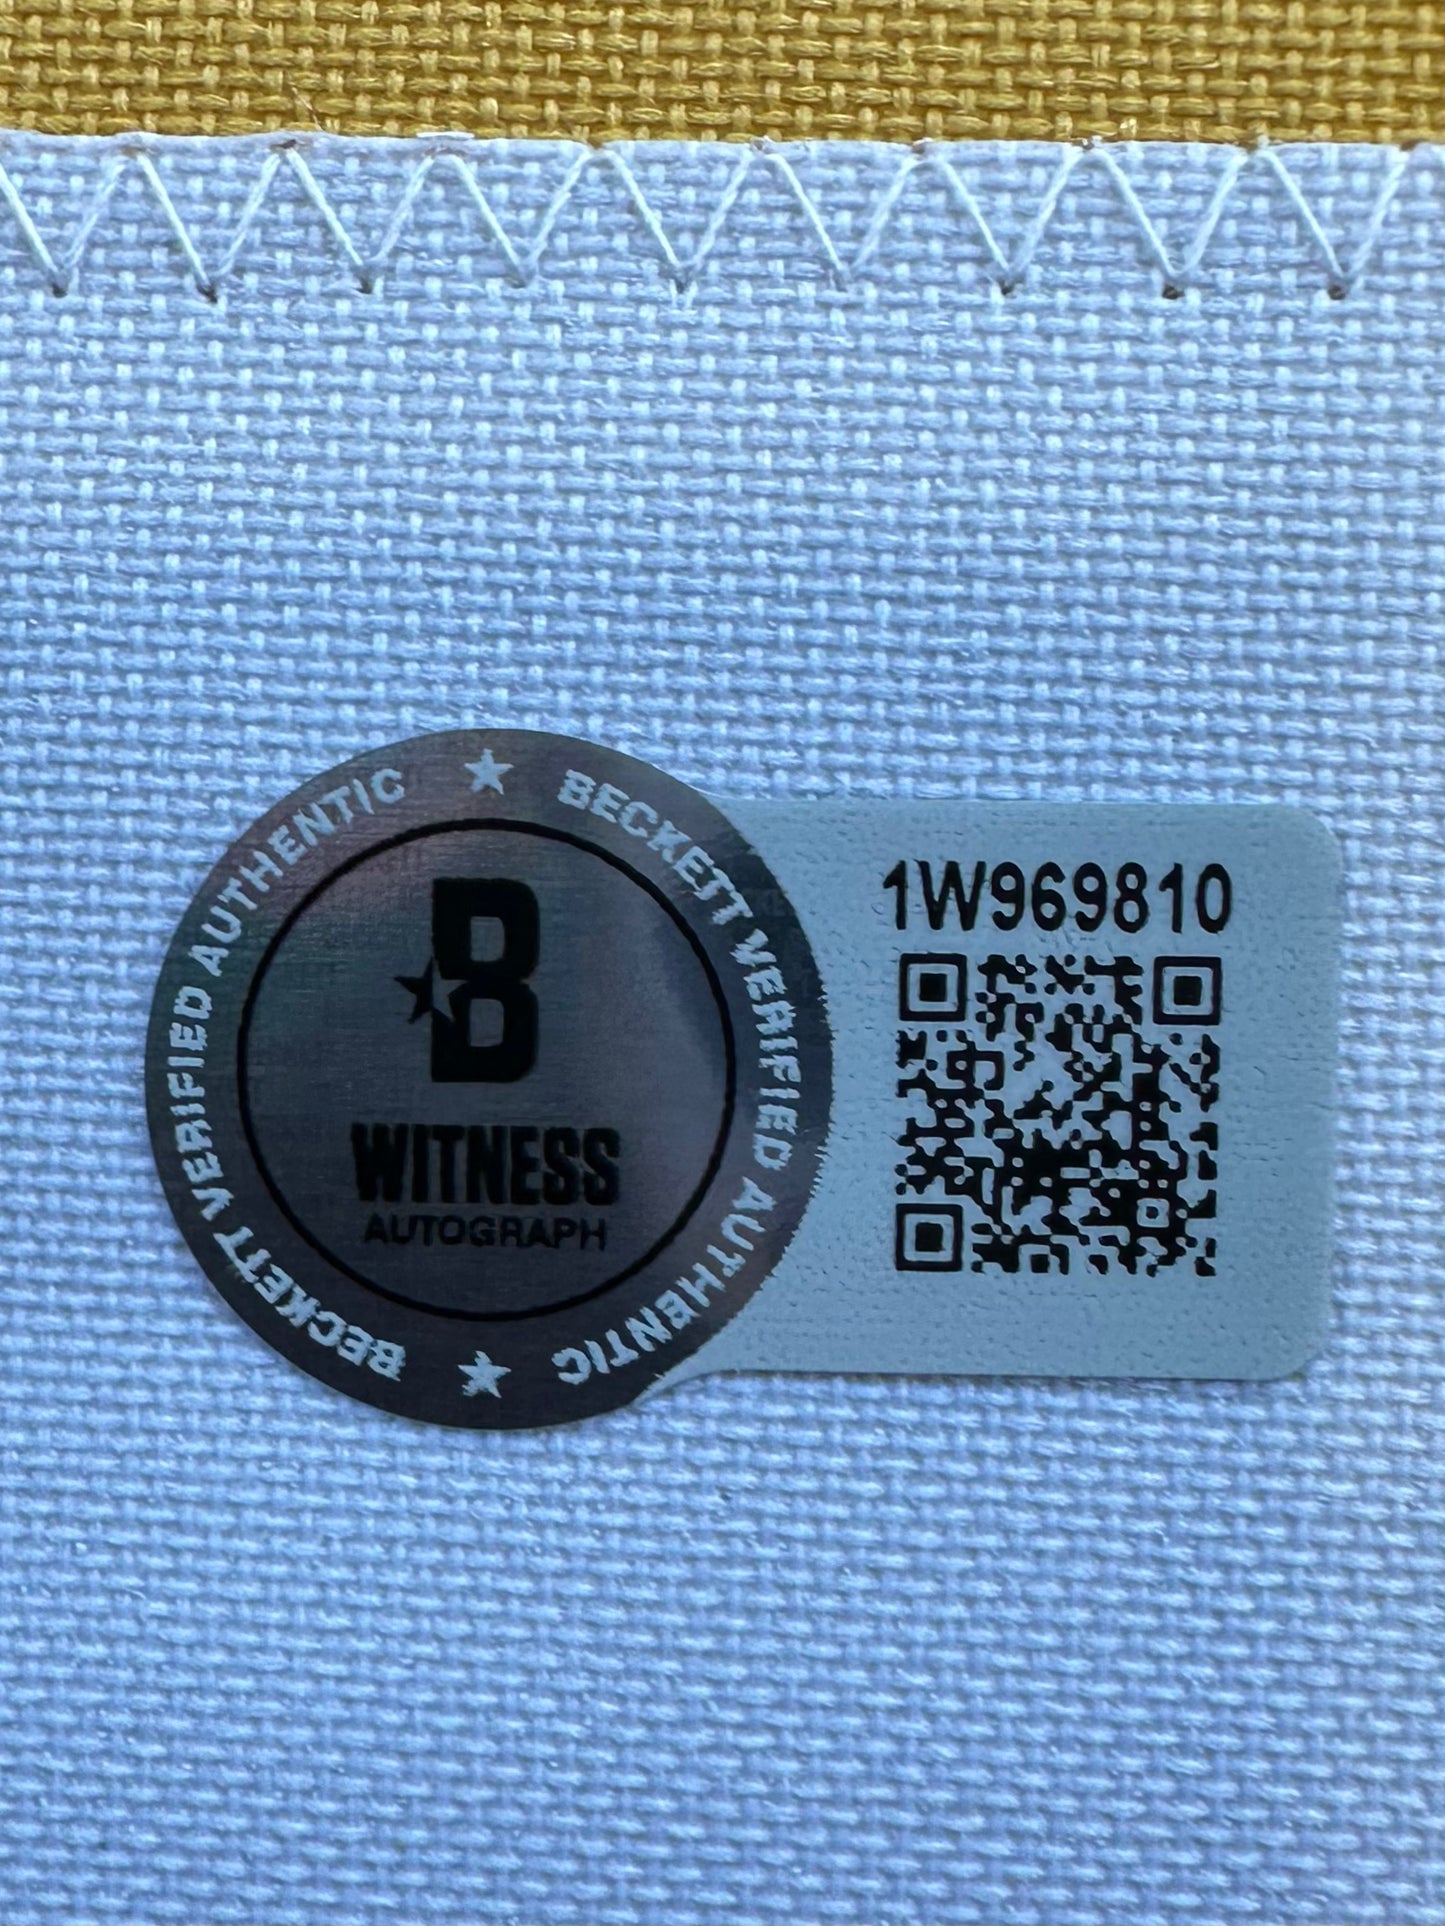 BECKETT VERIFIED AUTHENTIC
BECKETT VERIFIED AUTHENTIC
B
WITNESS
AUTOGRAPH
1W969810